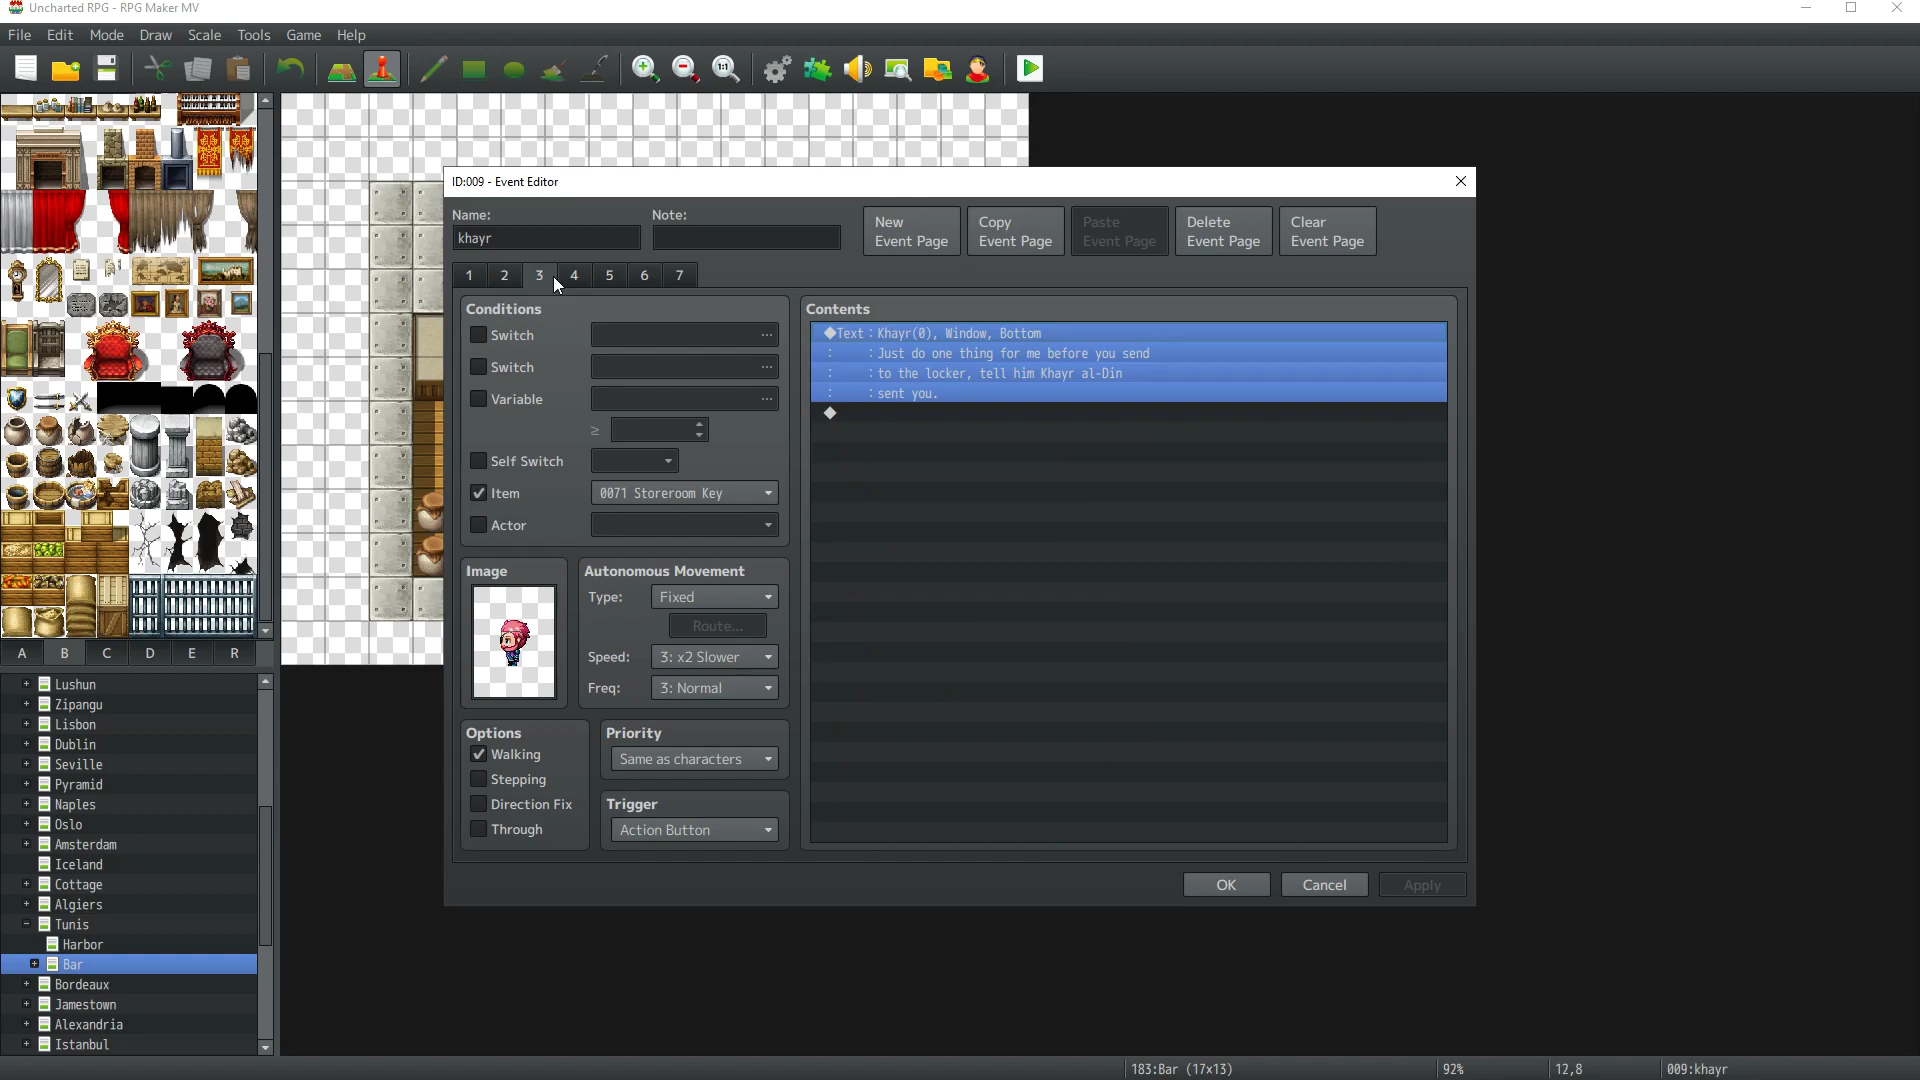 Uncharted RPG - RPG Maker MV
File Edit Mode Draw Scale Tools Game Help
1:1
ID:009 - Event Editor
Name:
khayr
Note:
New Event Page
Copy Event Page
Paste Event Page
Delete Event Page
Clear Event Page
1 2 3 4 5 6 7
Conditions
Switch ...
Switch ...
Variable ...
≥
Self Switch
Item 0071 Storeroom Key
Actor
Image
Autonomous Movement
Type: Fixed
Route...
Speed: 3: x2 Slower
Freq: 3: Normal
Options
Walking
Stepping
Direction Fix
Through
Priority
Same as characters
Trigger
Action Button
Contents
◆Text : Khayr(0), Window, Bottom
: : Just do one thing for me before you send
: : to the locker, tell him Khayr al-Din
: : sent you.
◆
OK Cancel Apply
A B C D E R
Lushun
Zipangu
Lisbon
Dublin
Seville
Pyramid
Naples
Oslo
Amsterdam
Iceland
Cottage
Algiers
Tunis
Harbor
Bar
Bordeaux
Jamestown
Alexandria
Istanbul
183:Bar (17×13) 92% 12,8 009:khayr